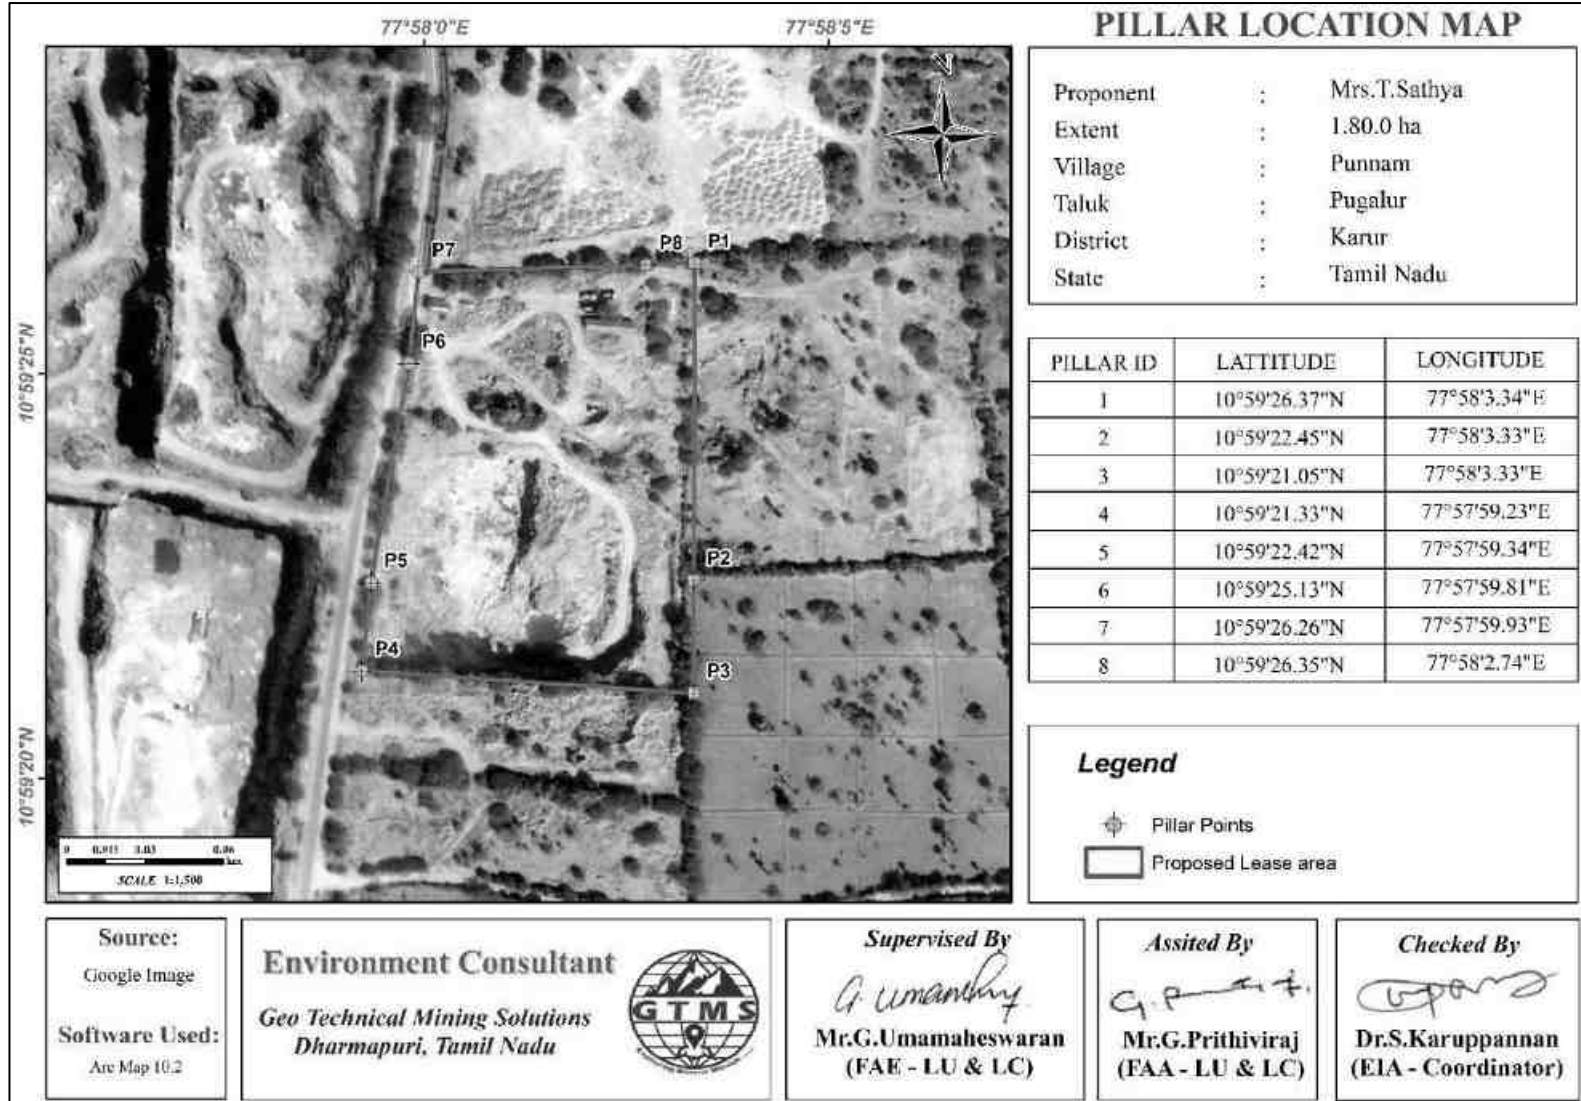 PILLAR LOCATION MAP
77°58'0"E
77°58'5"E
10°59'25"N
10°59'20"N
N
P7
P8
P1
P6
P5
P2
P4
P3
0 0.015 0.03 0.06
SCALE 1:1,500
Proponent : Mrs.T.Sathya
Extent : 1.80.0 ha
Village : Punnam
Taluk : Pugalur
District : Karur
State : Tamil Nadu
PILLAR ID LATTITUDE LONGITUDE
1 10°59'26.37"N 77°58'3.34"E
2 10°59'22.45"N 77°58'3.33"E
3 10°59'21.05"N 77°58'3.33"E
4 10°59'21.33"N 77°57'59.23"E
5 10°59'22.42"N 77°57'59.34"E
6 10°59'25.13"N 77°57'59.81"E
7 10°59'26.26"N 77°57'59.93"E
8 10°59'26.35"N 77°58'2.74"E
Legend
Pillar Points
Proposed Lease area
Source:
Google Image
Software Used:
Arc Map 10.2
Environment Consultant
Geo Technical Mining Solutions
Dharmapuri, Tamil Nadu
GTMS
Supervised By
G. Umamhy
Mr.G.Umamaheswaran
(FAE - LU & LC)
Assited By
Mr.G.Prithiviraj
(FAA - LU & LC)
Checked By
Dr.S.Karuppannan
(EIA - Coordinator)